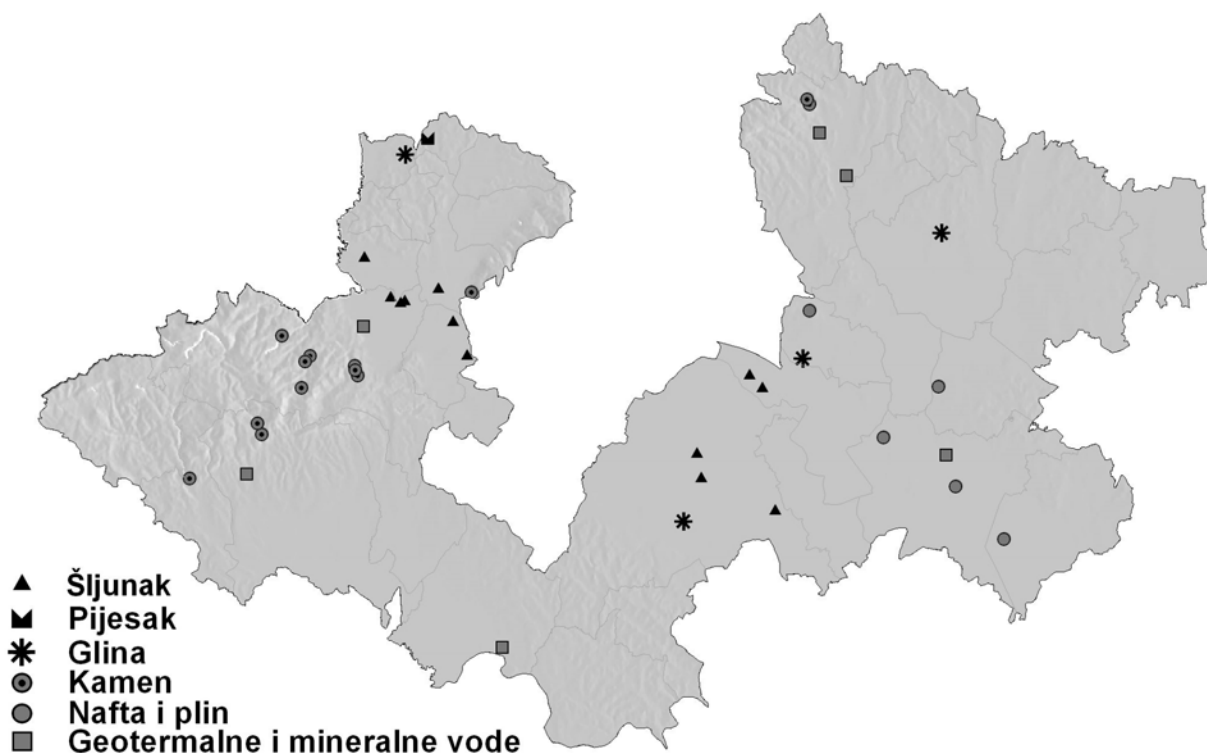 Šljunak
Pijesak
Glina
Kamen
Nafta i plin
Geotermalne i mineralne vode